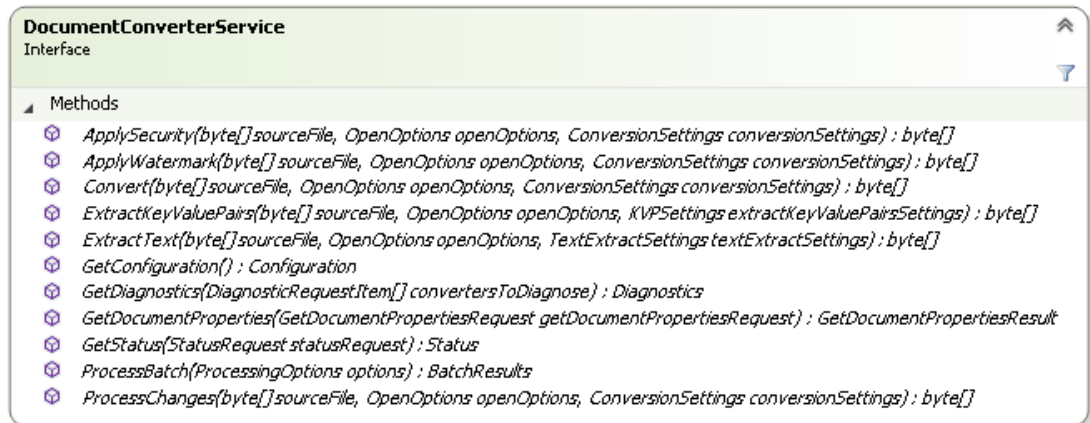 DocumentConverterService
Interface
Methods
ApplySecurity(byte[] sourceFile, OpenOptions openOptions, ConversionSettings conversionSettings) : byte[]
ApplyWatermark(byte[] sourceFile, OpenOptions openOptions, ConversionSettings conversionSettings) : byte[]
Convert(byte[] sourceFile, OpenOptions openOptions, ConversionSettings conversionSettings) : byte[]
ExtractKeyValuePairs(byte[] sourceFile, OpenOptions openOptions, KVPSettings extractKeyValuePairsSettings) : byte[]
ExtractText(byte[] sourceFile, OpenOptions openOptions, TextExtractSettings textExtractSettings) : byte[]
GetConfiguration() : Configuration
GetDiagnostics(DiagnosticRequestItem[] convertersToDiagnose) : Diagnostics
GetDocumentProperties(GetDocumentPropertiesRequest getDocumentPropertiesRequest) : GetDocumentPropertiesResult
GetStatus(StatusRequest statusRequest) : Status
ProcessBatch(ProcessingOptions options) : BatchResults
ProcessChanges(byte[] sourceFile, OpenOptions openOptions, ConversionSettings conversionSettings) : byte[]